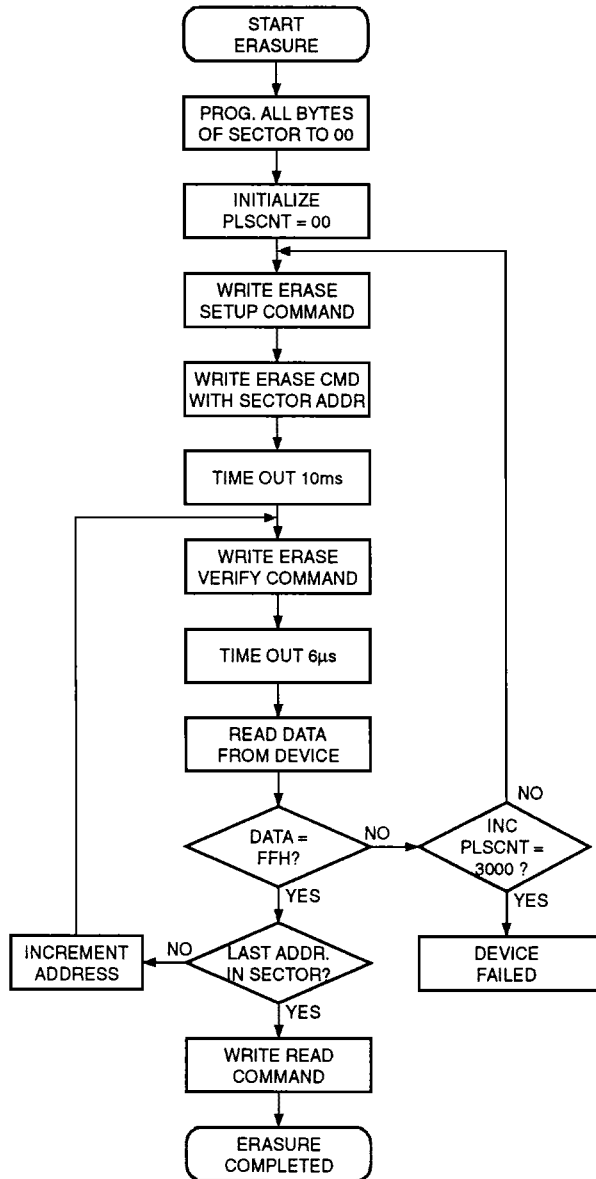 START
ERASURE
PROG. ALL BYTES
OF SECTOR TO 00
INITIALIZE
PLSCNT = 00
WRITE ERASE
SETUP COMMAND
WRITE ERASE CMD
WITH SECTOR ADDR
TIME OUT 10ms
WRITE ERASE
VERIFY COMMAND
TIME OUT 6µs
READ DATA
FROM DEVICE
DATA =
FFH?
NO
INC
PLSCNT =
3000 ?
NO
YES
DEVICE
FAILED
YES
LAST ADDR.
IN SECTOR?
NO
INCREMENT
ADDRESS
YES
WRITE READ
COMMAND
ERASURE
COMPLETED